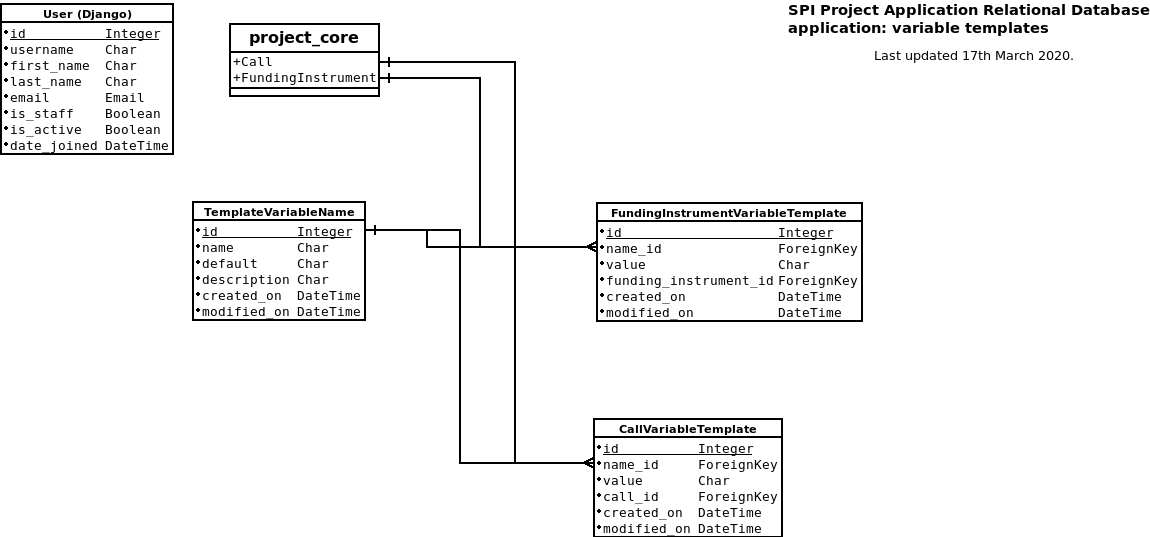 SPI Project Application Relational Database
application: variable templates
Last updated 17th March 2020.
User (Django)
id Integer
username Char
first_name Char
last_name Char
email Email
is_staff Boolean
is_active Boolean
date_joined DateTime
project_core
+Call
+FundingInstrument
TemplateVariableName
id Integer
name Char
default Char
description Char
created_on DateTime
modified_on DateTime
FundingInstrumentVariableTemplate
id Integer
name_id ForeignKey
value Char
funding_instrument_id ForeignKey
created_on DateTime
modified_on DateTime
CallVariableTemplate
id Integer
name_id ForeignKey
value Char
call_id ForeignKey
created_on DateTime
modified_on DateTime